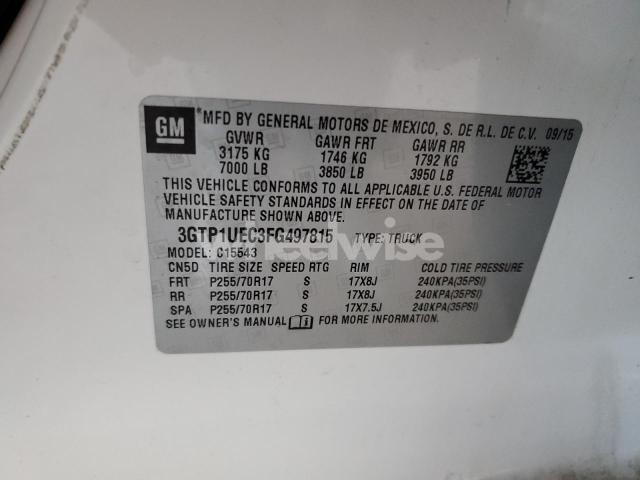 GM *MFD BY GENERAL MOTORS DE MEXICO, S. DE R.L. DE C.V. 09/15
GVWR GAWR FRT GAWR RR
3175 KG 1746 KG 1792 KG
7000 LB 3850 LB 3950 LB
THIS VEHICLE CONFORMS TO ALL APPLICABLE U.S. FEDERAL MOTOR
VEHICLE SAFETY STANDARDS IN EFFECT ON THE DATE OF
MANUFACTURE SHOWN ABOVE.
3GTP1UEC3FG497815 TYPE: TRUCK
wheelwise
MODEL: C15543
CN5D TIRE SIZE SPEED RTG RIM COLD TIRE PRESSURE
FRT P255/70R17 S 17X8J 240KPA(35PSI)
RR P255/70R17 S 17X8J 240KPA(35PSI)
SPA P255/70R17 S 17X7.5J 240KPA(35PSI)
SEE OWNER'S MANUAL FOR MORE INFORMATION.